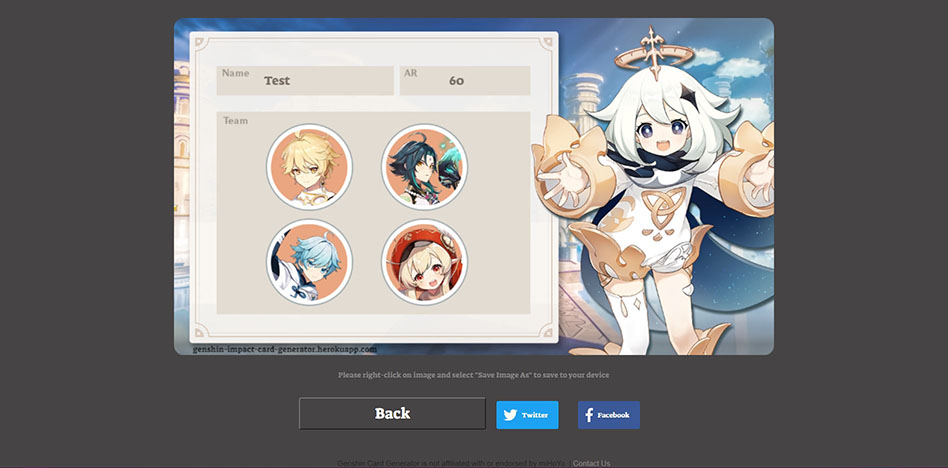 Name Test AR 60
Team
genshin-impact-card-generator.herokuapp.com
Please right-click on image and select "Save Image As" to save to your device
Back Twitter Facebook
Genshin Card Generator is not affiliated with or endorsed by miHoYo. | Contact Us